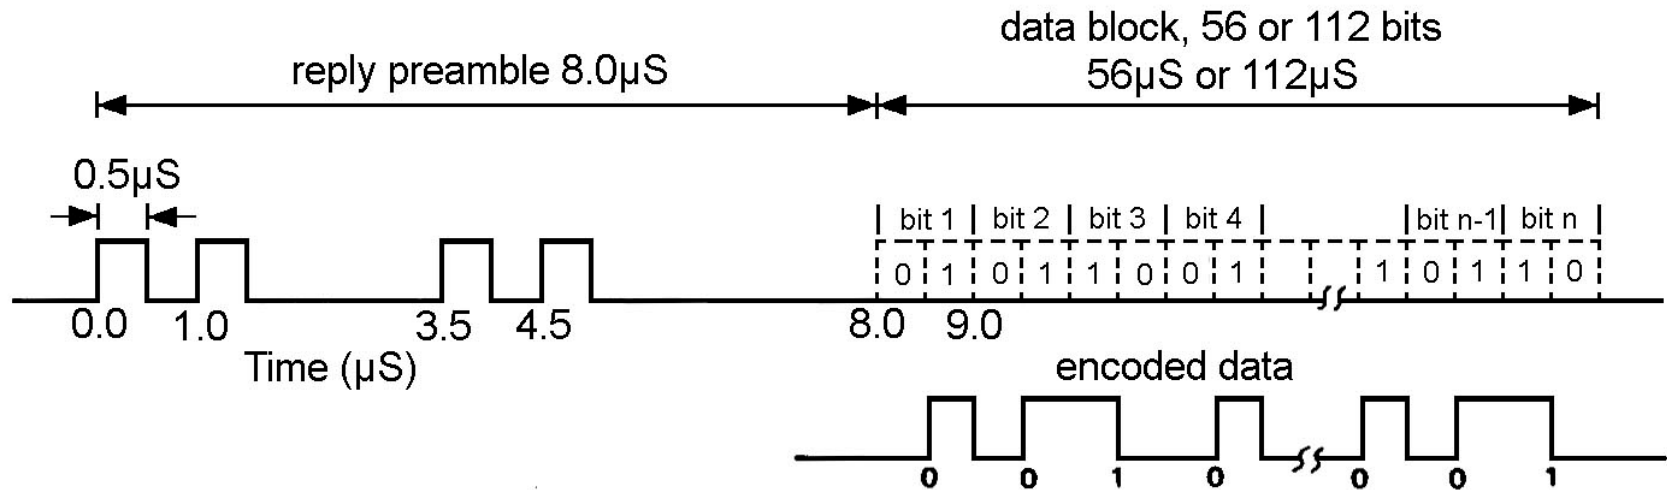 data block, 56 or 112 bits
reply preamble 8.0µS
56µS or 112µS
0.5µS
bit 1 bit 2 bit 3 bit 4 bit n-1 bit n
0 1 0 1 1 0 0 1 1 0 1 1 0
0.0 1.0 3.5 4.5 8.0 9.0
Time (µS)
encoded data
0 0 1 0 0 0 1